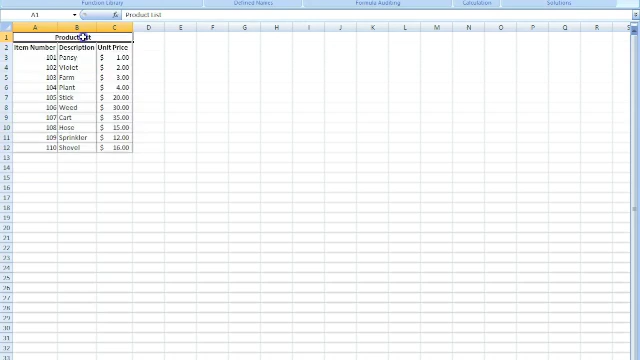 Function Library Defined Names Formula Auditing Calculation Solutions
A1 fx Product List
A B C D E F G H I J K L M N O P Q R S
1 Product List
2 Item Number Description Unit Price
3 101 Pansy $ 1.00
4 102 Violet $ 2.00
5 103 Farm $ 3.00
6 104 Plant $ 4.00
7 105 Stick $ 20.00
8 106 Weed $ 30.00
9 107 Cart $ 35.00
10 108 Hose $ 15.00
11 109 Sprinkler $ 12.00
12 110 Shovel $ 16.00
13
14
15
16
17
18
19
20
21
22
23
24
25
26
27
28
29
30
31
32
33